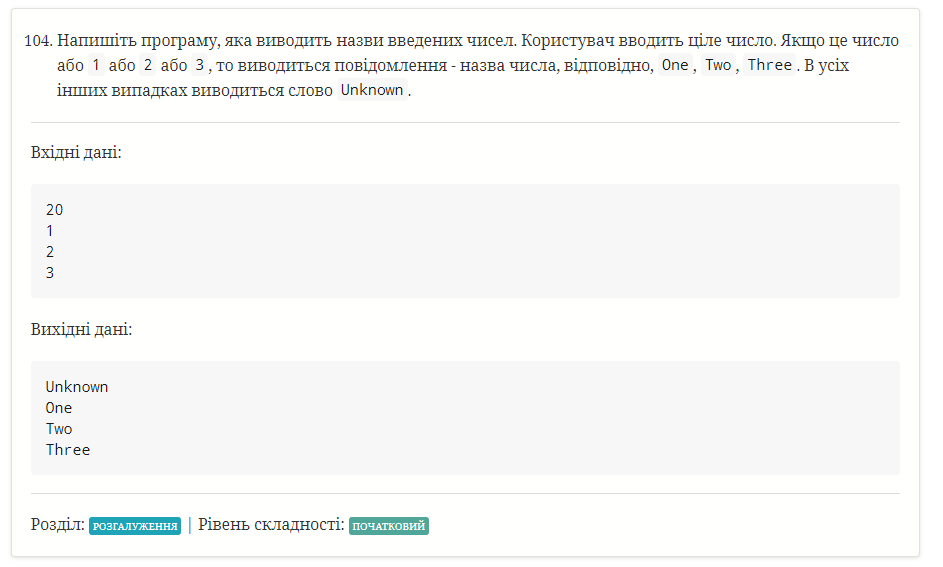 104. Напишіть програму, яка виводить назви введених чисел. Користувач вводить ціле число. Якщо це число
або 1 або 2 або 3, то виводиться повідомлення - назва числа, відповідно, One, Two, Three. В усіх
інших випадках виводиться слово Unknown.
Вхідні дані:
20
1
2
3
Вихідні дані:
Unknown
One
Two
Three
Розділ: РОЗГАЛУЖЕННЯ | Рівень складності: ПОЧАТКОВИЙ